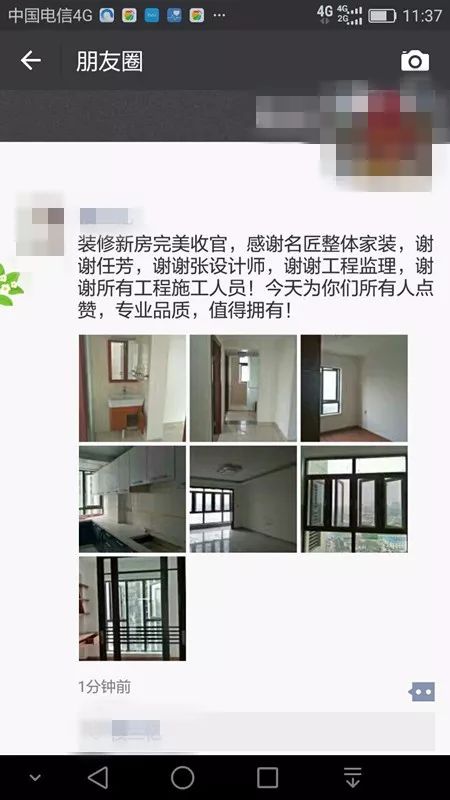 中国电信4G
4G 4G 2G 11:37
朋友圈
装修新房完美收官，感谢名匠整体家装，谢
谢任芳，谢谢张设计师，谢谢工程监理，谢
谢所有工程施工人员！今天为你们所有人点
赞，专业品质，值得拥有！
1分钟前